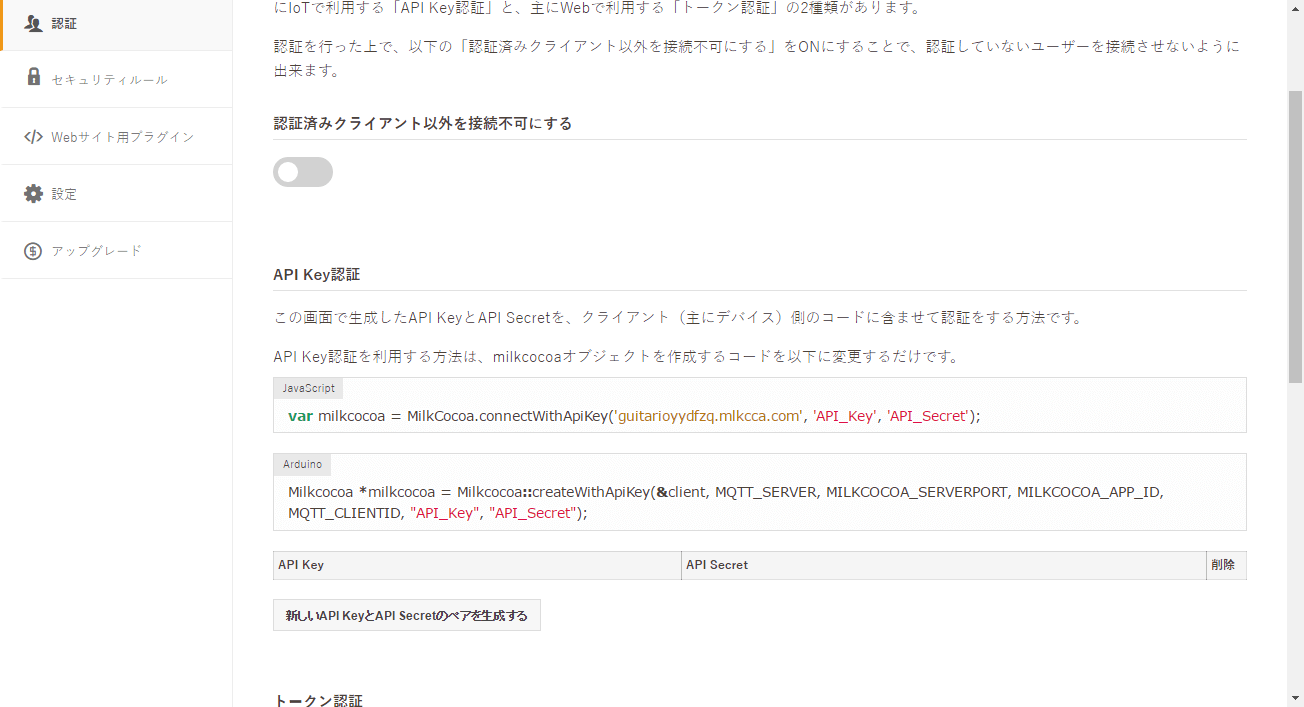 認証
セキュリティルール
Webサイト用プラグイン
設定
アップグレード
にIoTで利用する「API Key認証」と、主にWebで利用する「トークン認証」の2種類があります。
認証を行った上で、以下の「認証済みクライアント以外を接続不可にする」をONにすることで、認証していないユーザーを接続させないように
出来ます。
認証済みクライアント以外を接続不可にする
API Key認証
この画面で生成したAPI KeyとAPI Secretを、クライアント（主にデバイス）側のコードに含ませて認証をする方法です。
API Key認証を利用する方法は、milkcocoaオブジェクトを作成するコードを以下に変更するだけです。
JavaScript
var milkcocoa = MilkCocoa.connectWithApiKey('guitarioyydfzq.mlkcca.com', 'API_Key', 'API_Secret');
Arduino
Milkcocoa *milkcocoa = Milkcocoa::createWithApiKey(&client, MQTT_SERVER, MILKCOCOA_SERVERPORT, MILKCOCOA_APP_ID,
MQTT_CLIENTID, "API_Key", "API_Secret");
API Key API Secret 削除
新しいAPI KeyとAPI Secretのペアを生成する
トークン認証